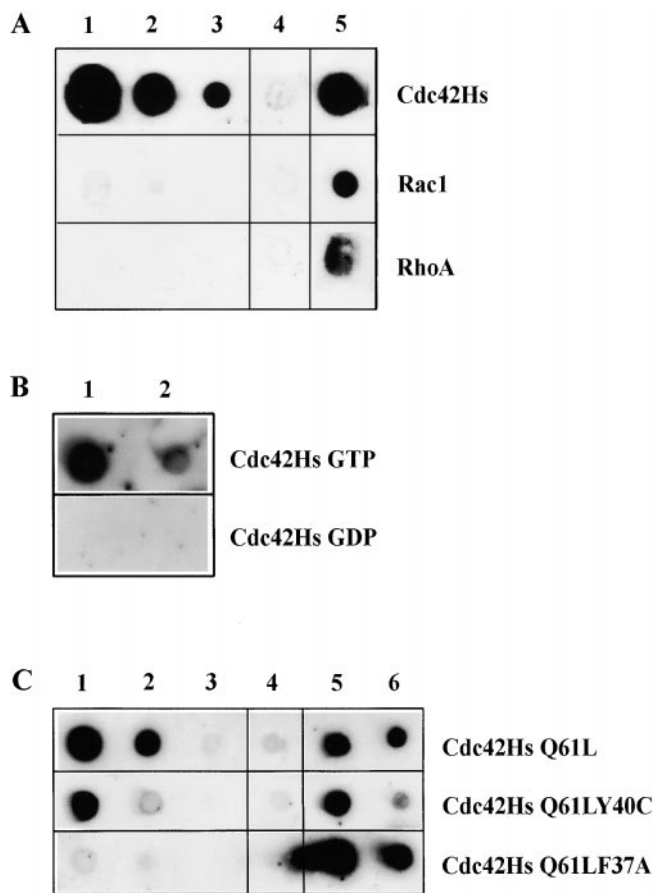 A
1 2 3 4 5
Cdc42Hs
Rac1
RhoA
B
1 2
Cdc42Hs GTP
Cdc42Hs GDP
C
1 2 3 4 5 6
Cdc42Hs Q61L
Cdc42Hs Q61LY40C
Cdc42Hs Q61LF37A